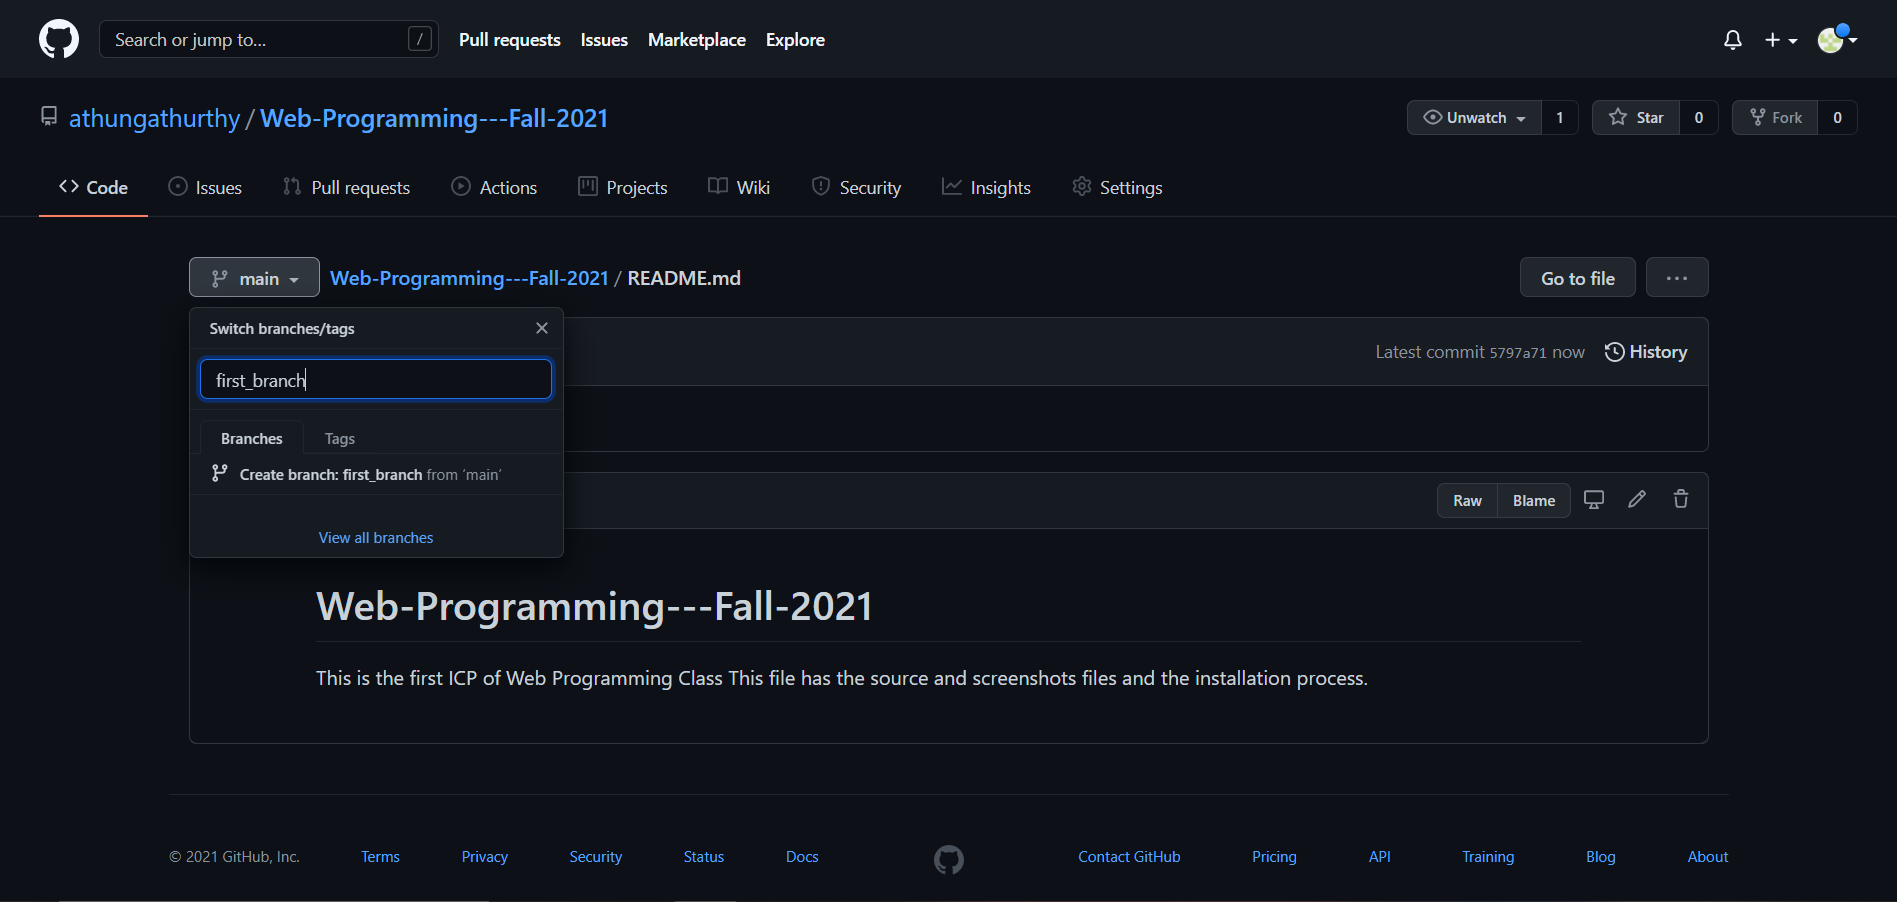 Search or jump to... / Pull requests Issues Marketplace Explore
athungathurthy / Web-Programming---Fall-2021 Unwatch 1 Star 0 Fork 0
Code Issues Pull requests Actions Projects Wiki Security Insights Settings
main Web-Programming---Fall-2021 / README.md Go to file ...
Switch branches/tags
Latest commit 5797a71 now History
first_branch
Branches Tags
Create branch: first_branch from ‘main’
Raw Blame
View all branches
Web-Programming---Fall-2021
This is the first ICP of Web Programming Class This file has the source and screenshots files and the installation process.
© 2021 GitHub, Inc. Terms Privacy Security Status Docs Contact GitHub Pricing API Training Blog About